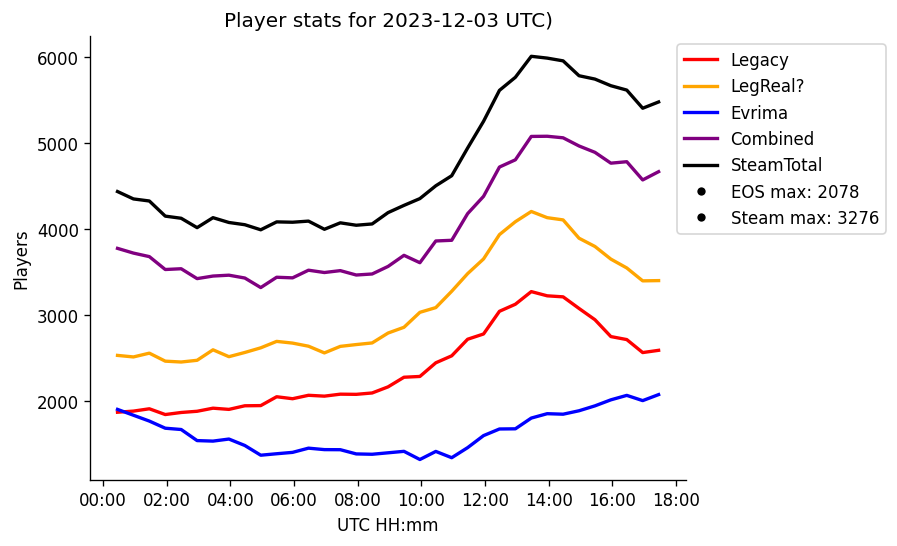 Player stats for 2023-12-03 UTC)
6000
5000
4000
3000
2000
Players
00:00 02:00 04:00 06:00 08:00 10:00 12:00 14:00 16:00 18:00
UTC HH:mm
Legacy
LegReal?
Evrima
Combined
SteamTotal
EOS max: 2078
Steam max: 3276